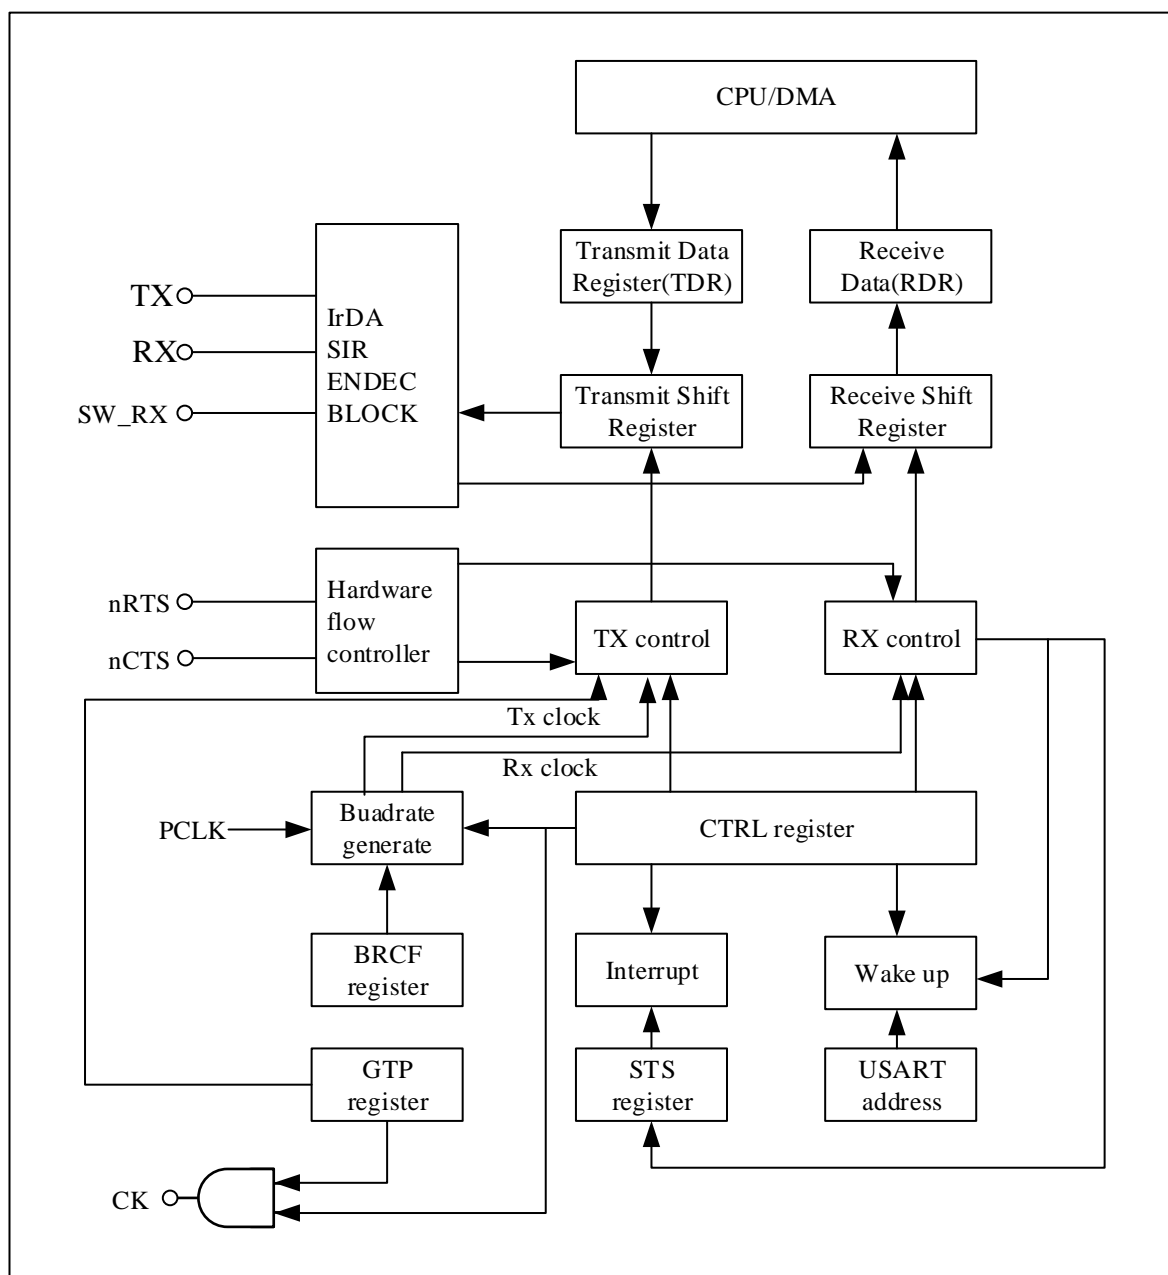 CPU/DMA
Transmit Data
Register(TDR)
Receive
Data(RDR)
TX
RX
SW_RX
IrDA
SIR
ENDEC
BLOCK
Transmit Shift
Register
Receive Shift
Register
nRTS
nCTS
Hardware
flow
controller
TX control
RX control
Tx clock
Rx clock
PCLK
Buadrate
generate
CTRL register
BRCF
register
Interrupt
Wake up
GTP
register
STS
register
USART
address
CK